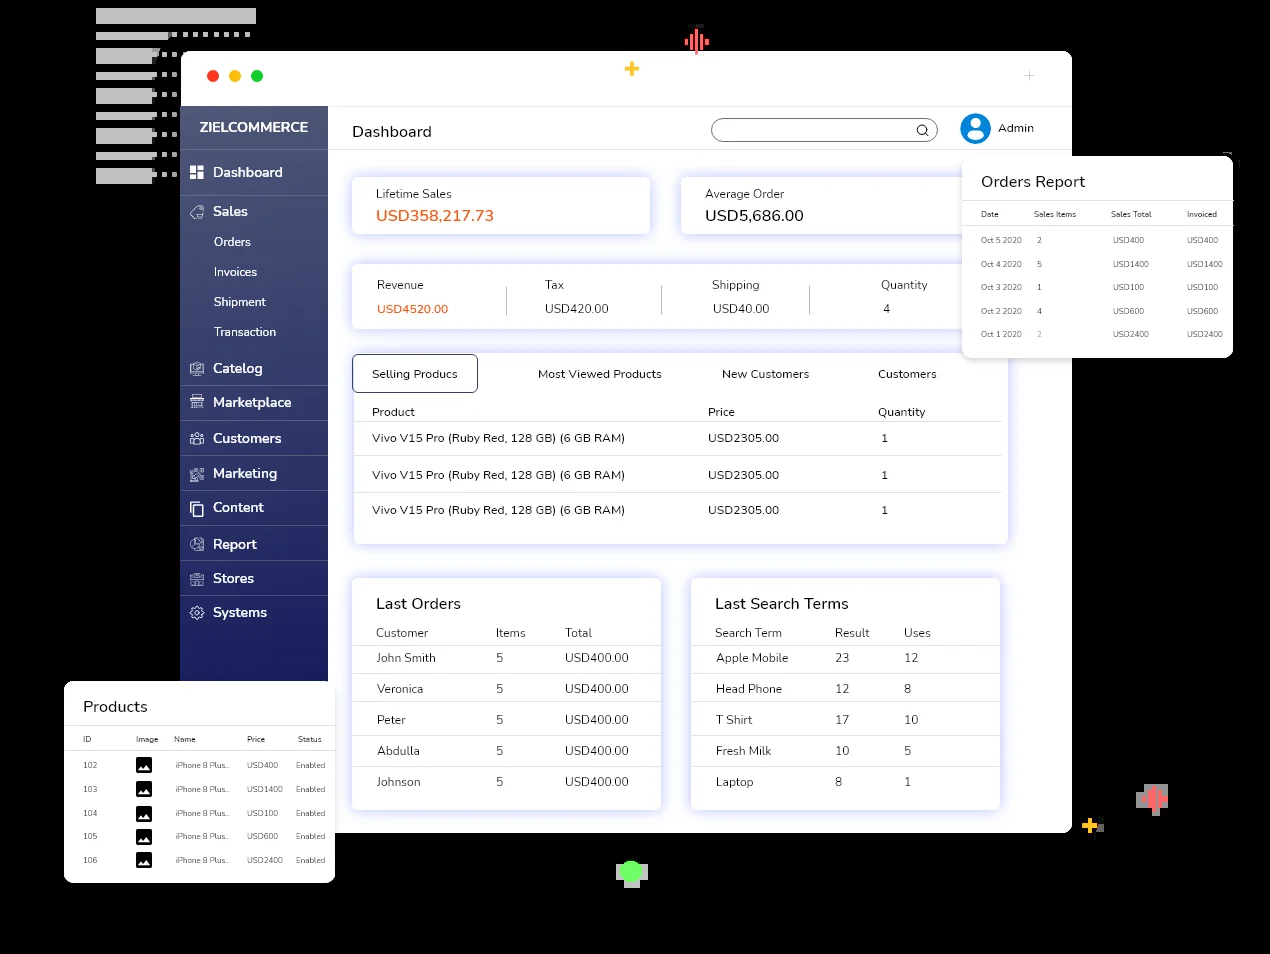 ZIELCOMMERCE
Dashboard
Sales
Orders
Invoices
Shipment
Transaction
Catelog
Marketplace
Customers
Marketing
Content
Report
Stores
Systems
Dashboard
Admin
Lifetime Sales
USD358,217.73
Average Order
USD5,686.00
Revenue Tax Shipping Quantity
USD4520.00 USD420.00 USD40.00 4
Selling Producs Most Viewed Products New Customers Customers
Product Price Quantity
Vivo V15 Pro (Ruby Red, 128 GB) (6 GB RAM) USD2305.00 1
Vivo V15 Pro (Ruby Red, 128 GB) (6 GB RAM) USD2305.00 1
Vivo V15 Pro (Ruby Red, 128 GB) (6 GB RAM) USD2305.00 1
Last Orders
Customer Items Total
John Smith 5 USD400.00
Veronica 5 USD400.00
Peter 5 USD400.00
Abdulla 5 USD400.00
Johnson 5 USD400.00
Last Search Terms
Search Term Result Uses
Apple Mobile 23 12
Head Phone 12 8
T Shirt 17 10
Fresh Milk 10 5
Laptop 8 1
Orders Report
Date Sales Items Sales Total Invoiced
Oct 5 2020 2 USD400 USD400
Oct 4 2020 5 USD1400 USD1400
Oct 3 2020 1 USD100 USD100
Oct 2 2020 4 USD600 USD600
Oct 1 2020 2 USD2400 USD2400
Products
ID Image Name Price Status
102 iPhone 8 Plus.. USD400 Enabled
103 iPhone 8 Plus.. USD1400 Enabled
104 iPhone 8 Plus.. USD100 Enabled
105 iPhone 8 Plus.. USD600 Enabled
106 iPhone 8 Plus.. USD2400 Enabled